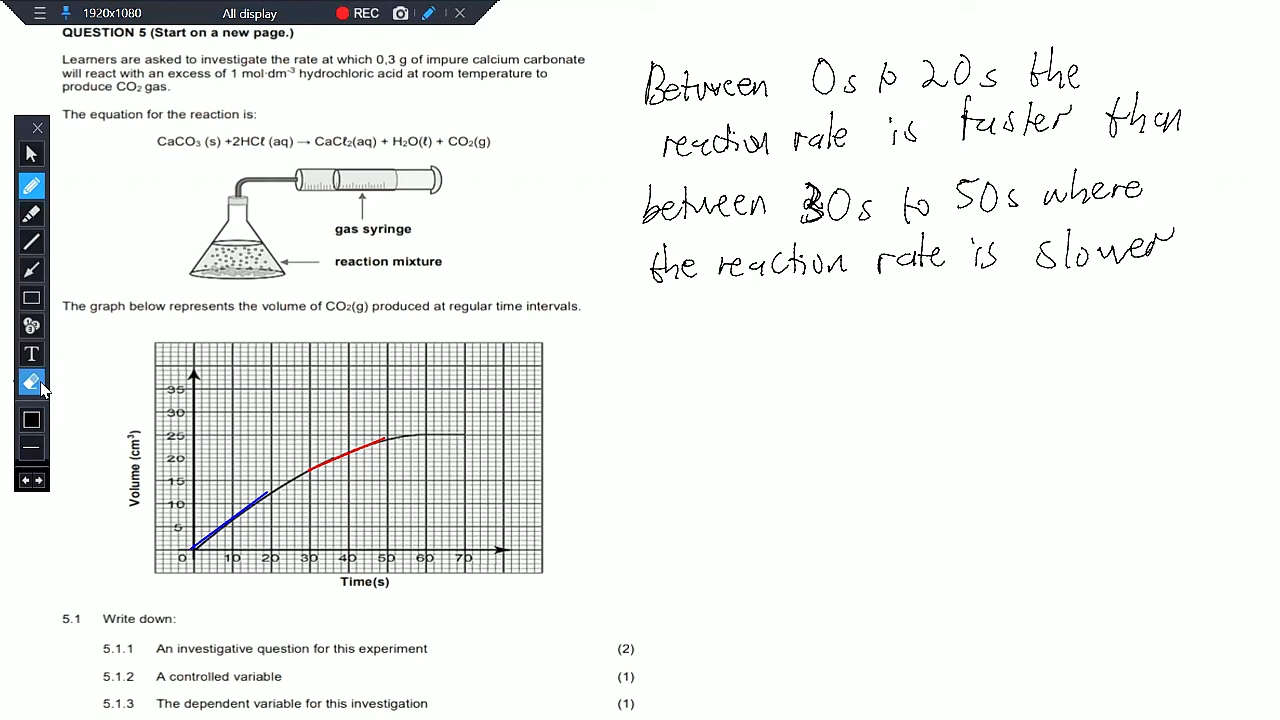 1920x1080
All display
REC
QUESTION 5 (Start on a new page.)
Learners are asked to investigate the rate at which 0,3 g of impure calcium carbonate
will react with an excess of 1 mol·dm⁻³ hydrochloric acid at room temperature to
produce CO₂ gas.
The equation for the reaction is:
CaCO₃ (s) +2HCℓ (aq) → CaCℓ₂(aq) + H₂O(ℓ) + CO₂(g)
gas syringe
reaction mixture
The graph below represents the volume of CO₂(g) produced at regular time intervals.
35
30
25
20
15
10
5
0 10 20 30 40 50 60 70
Volume (cm³)
Time(s)
5.1 Write down:
5.1.1 An investigative question for this experiment (2)
5.1.2 A controlled variable (1)
5.1.3 The dependent variable for this investigation (1)
Between 0s to 20s the
reaction rate is faster than
between 30s to 50s where
the reaction rate is slower
T